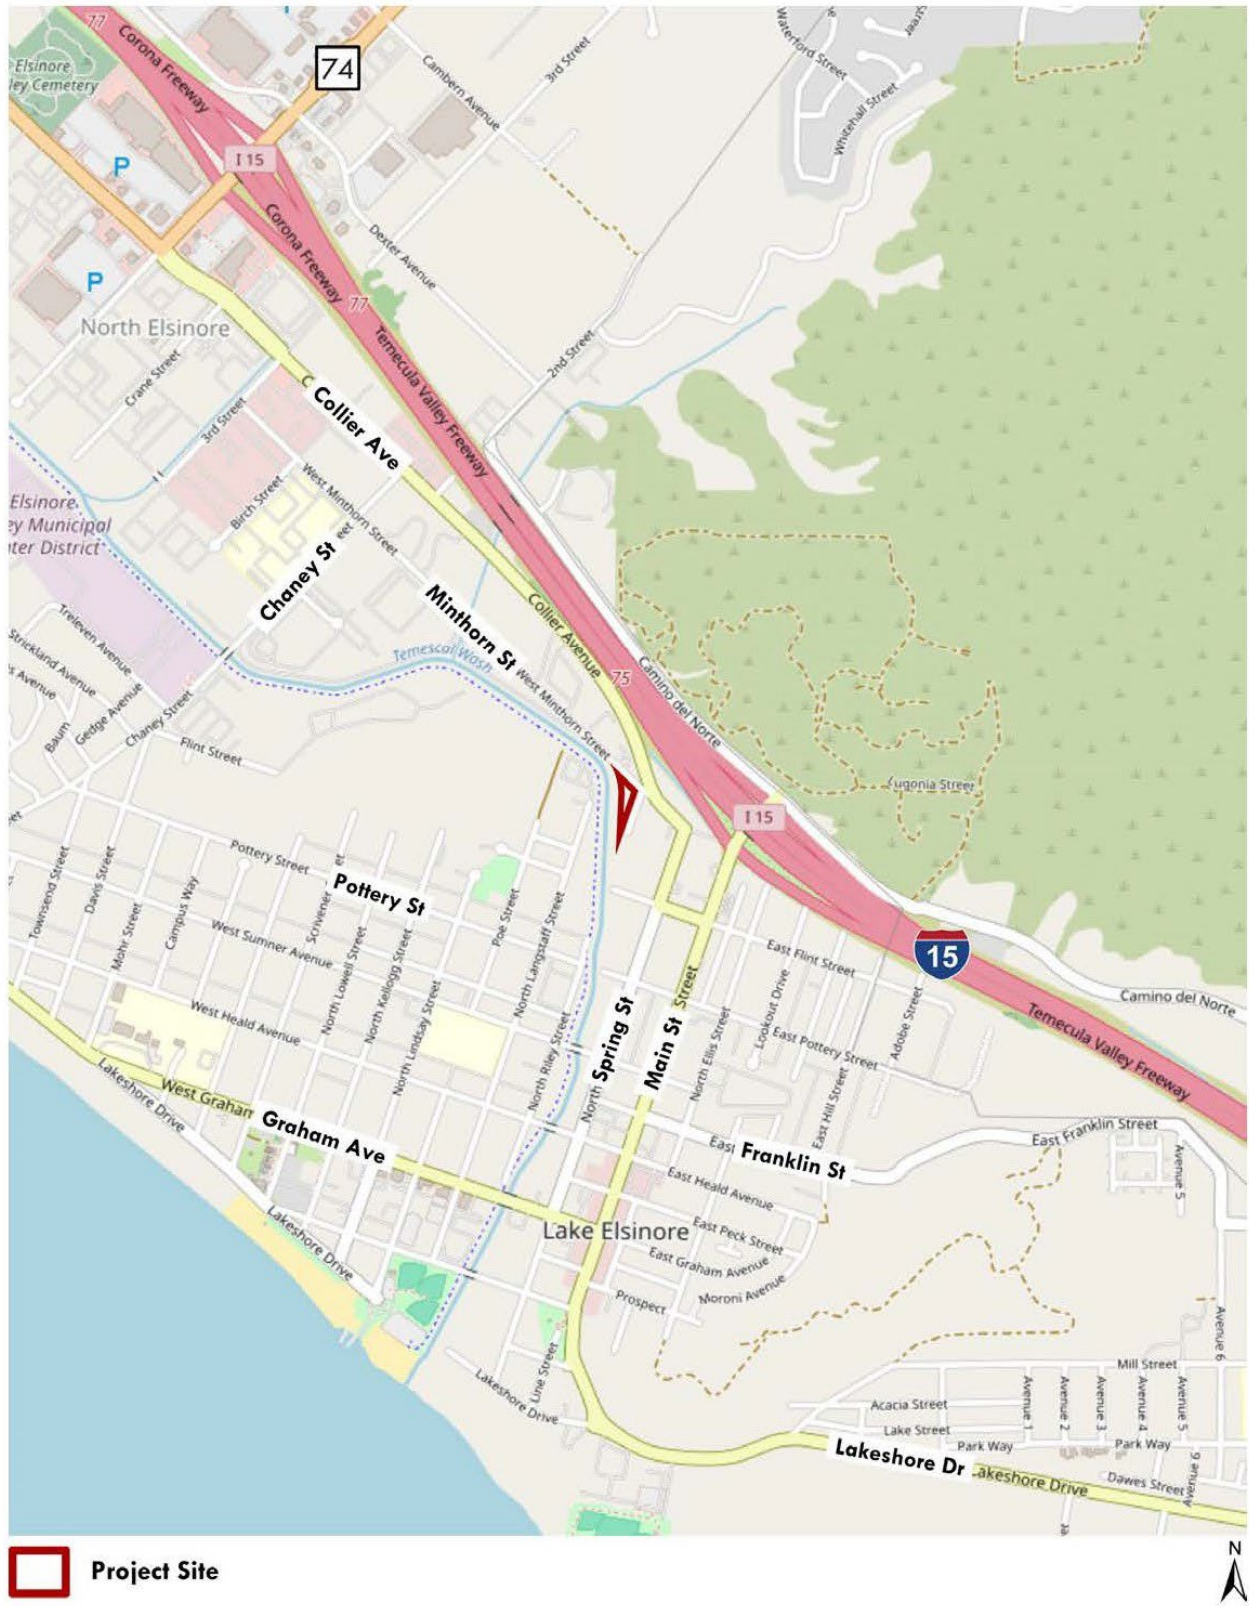 77
Corona Freeway
Elsinore
ley Cemetery
74
Cambern Avenue
3rd Street
Waterford Street
Whitehall Street
P
I 15
Corona Freeway
Dexter Avenue
P
77
North Elsinore
Temecula Valley Freeway
2nd Street
Crane Street
Collier Ave
3rd Street
Birch Street
West Minthorn Street
Elsinore
ey Municipal
ter District
Chaney St
eet
Minthorn St
Collier Avenue
Treleven Avenue
Strickland Avenue
s Avenue
Temescal Wash
75
West Minthorn Street
Camino del Norte
Baum
Gedge Avenue
Chaney Street
Flint Street
Lugonia Street
I 15
Pottery Street
Pottery St
Townsend Street
Davis Street
Mohr Street
Campus Way
Scrivener
et
West Sumner Avenue
North Lowell Street
North Kellogg Street
North Lindsay Street
Poe Street
North Langstaff Street
East Flint Street
15
Camino del Norte
Temecula Valley Freeway
West Heald Avenue
North Riley Street
Spring St
North
Main St
Street
North Ellis Street
Lookout Drive
East Pottery Street
Adobe Street
East Hill Street
Lakeshore Drive
West Graham
Graham Ave
East
Franklin St
East Franklin Street
Avenue 5
East Heald Avenue
Lake Elsinore
East Peck Street
East Graham Avenue
Moroni Avenue
Prospect
Lakeshore Drive
Line Street
Lakeshore Drive
Avenue 6
Mill Street
Acacia Street
Avenue 1
Avenue 2
Avenue 3
Avenue 4
Avenue 5
Lake Street
Park Way
Park Way
Lakeshore Dr
akeshore Drive
Dawes Street
Avenue 6
Project Site
N